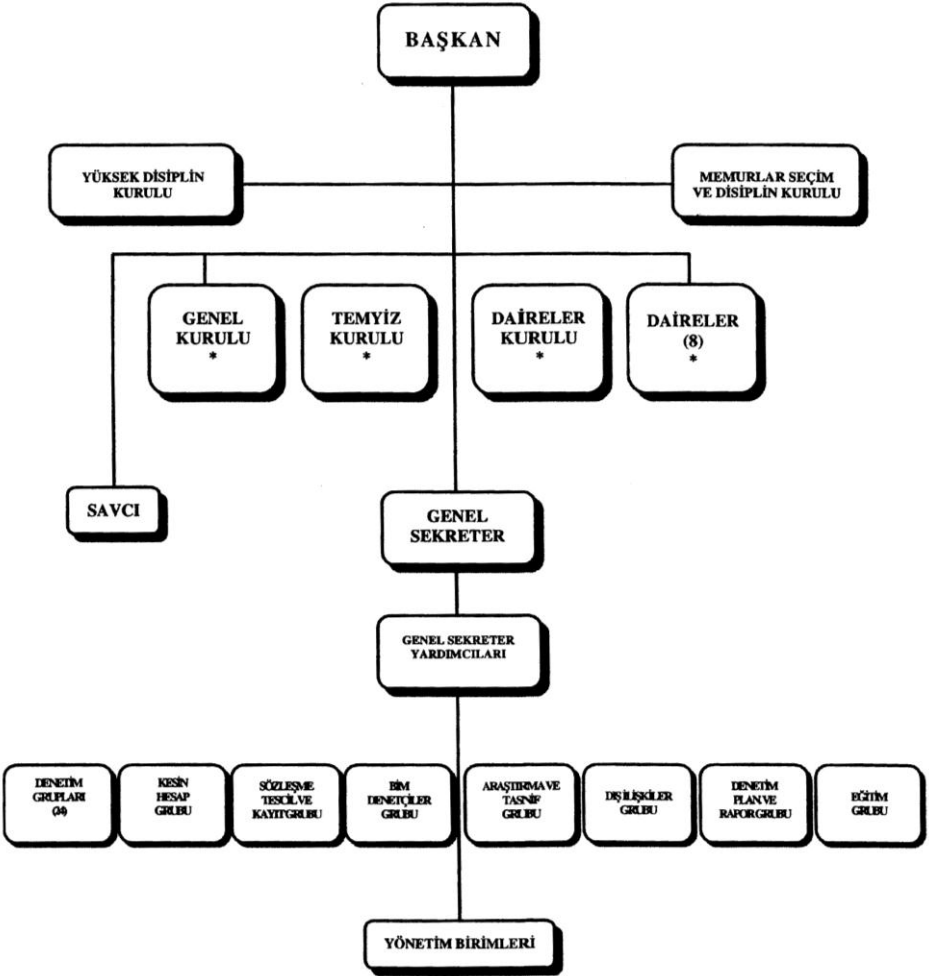 BAŞKAN
YÜKSEK DİSİPLİN
KURULU
MEMURLAR SEÇİM
VE DİSİPLİN KURULU
GENEL
KURULU
*
TEMYİZ
KURULU
*
DAİRELER
KURULU
*
DAİRELER
(8)
*
SAVCI
GENEL
SEKRETER
GENEL SEKRETER
YARDIMCILARI
DENETİM
GRUPLARI
(24)
KESİN
HESAP
GRUBU
SÖZLEŞME
TESCİL VE
KAYIT GRUBU
BİM
DENETÇİLER
GRUBU
ARAŞTIRMA VE
TASNİF
GRUBU
DIŞ İLİŞKİLER
GRUBU
DENETİM
PLAN VE
RAPOR GRUBU
EĞİTİM
GRUBU
YÖNETİM BİRİMLERİ